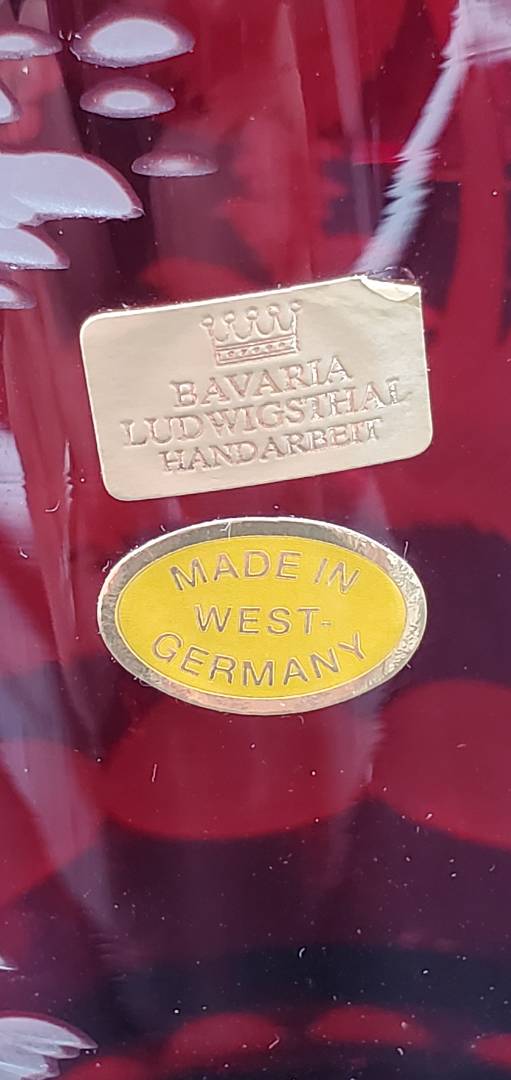 BAVARIA
LUDWIGSTHAL
HANDARBEIT
MADE IN
WEST-
GERMANY